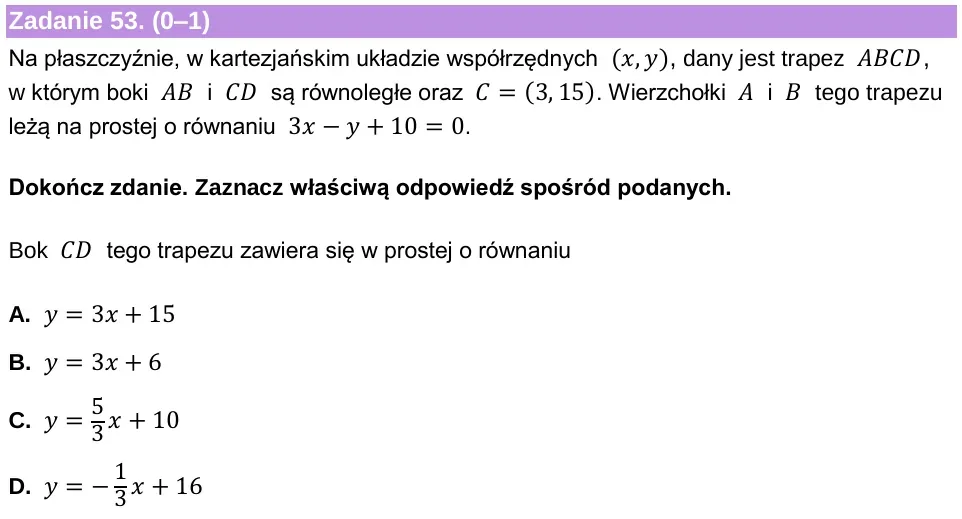 Zadanie 53. (0–1)
Na płaszczyźnie, w kartezjańskim układzie współrzędnych (x, y), dany jest trapez ABCD,
w którym boki AB i CD są równoległe oraz C = (3, 15). Wierzchołki A i B tego trapezu
leżą na prostej o równaniu 3x − y + 10 = 0.
Dokończ zdanie. Zaznacz właściwą odpowiedź spośród podanych.
Bok CD tego trapezu zawiera się w prostej o równaniu
A. y = 3x + 15
B. y = 3x + 6
C. y = 5/3 x + 10
D. y = − 1/3 x + 16